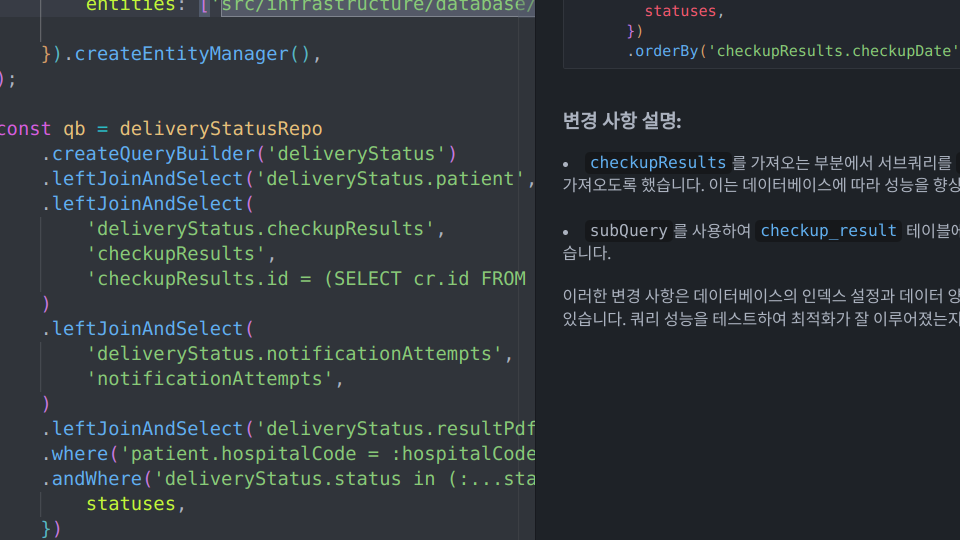 entities: ['src/infrastructure/database/
}).createEntityManager(),
);
const qb = deliveryStatusRepo
.createQueryBuilder('deliveryStatus')
.leftJoinAndSelect('deliveryStatus.patient',
.leftJoinAndSelect(
'deliveryStatus.checkupResults',
'checkupResults',
'checkupResults.id = (SELECT cr.id FROM
)
.leftJoinAndSelect(
'deliveryStatus.notificationAttempts',
'notificationAttempts',
)
.leftJoinAndSelect('deliveryStatus.resultPdf
.where('patient.hospitalCode = :hospitalCode
.andWhere('deliveryStatus.status in (:...sta
statuses,
})
statuses,
})
.orderBy('checkupResults.checkupDate'
변경 사항 설명:
• checkupResults 를 가져오는 부분에서 서브쿼리를
가져오도록 했습니다. 이는 데이터베이스에 따라 성능을 향상
• subQuery 를 사용하여 checkup_result 테이블에
습니다.
이러한 변경 사항은 데이터베이스의 인덱스 설정과 데이터 양
있습니다. 쿼리 성능을 테스트하여 최적화가 잘 이루어졌는지